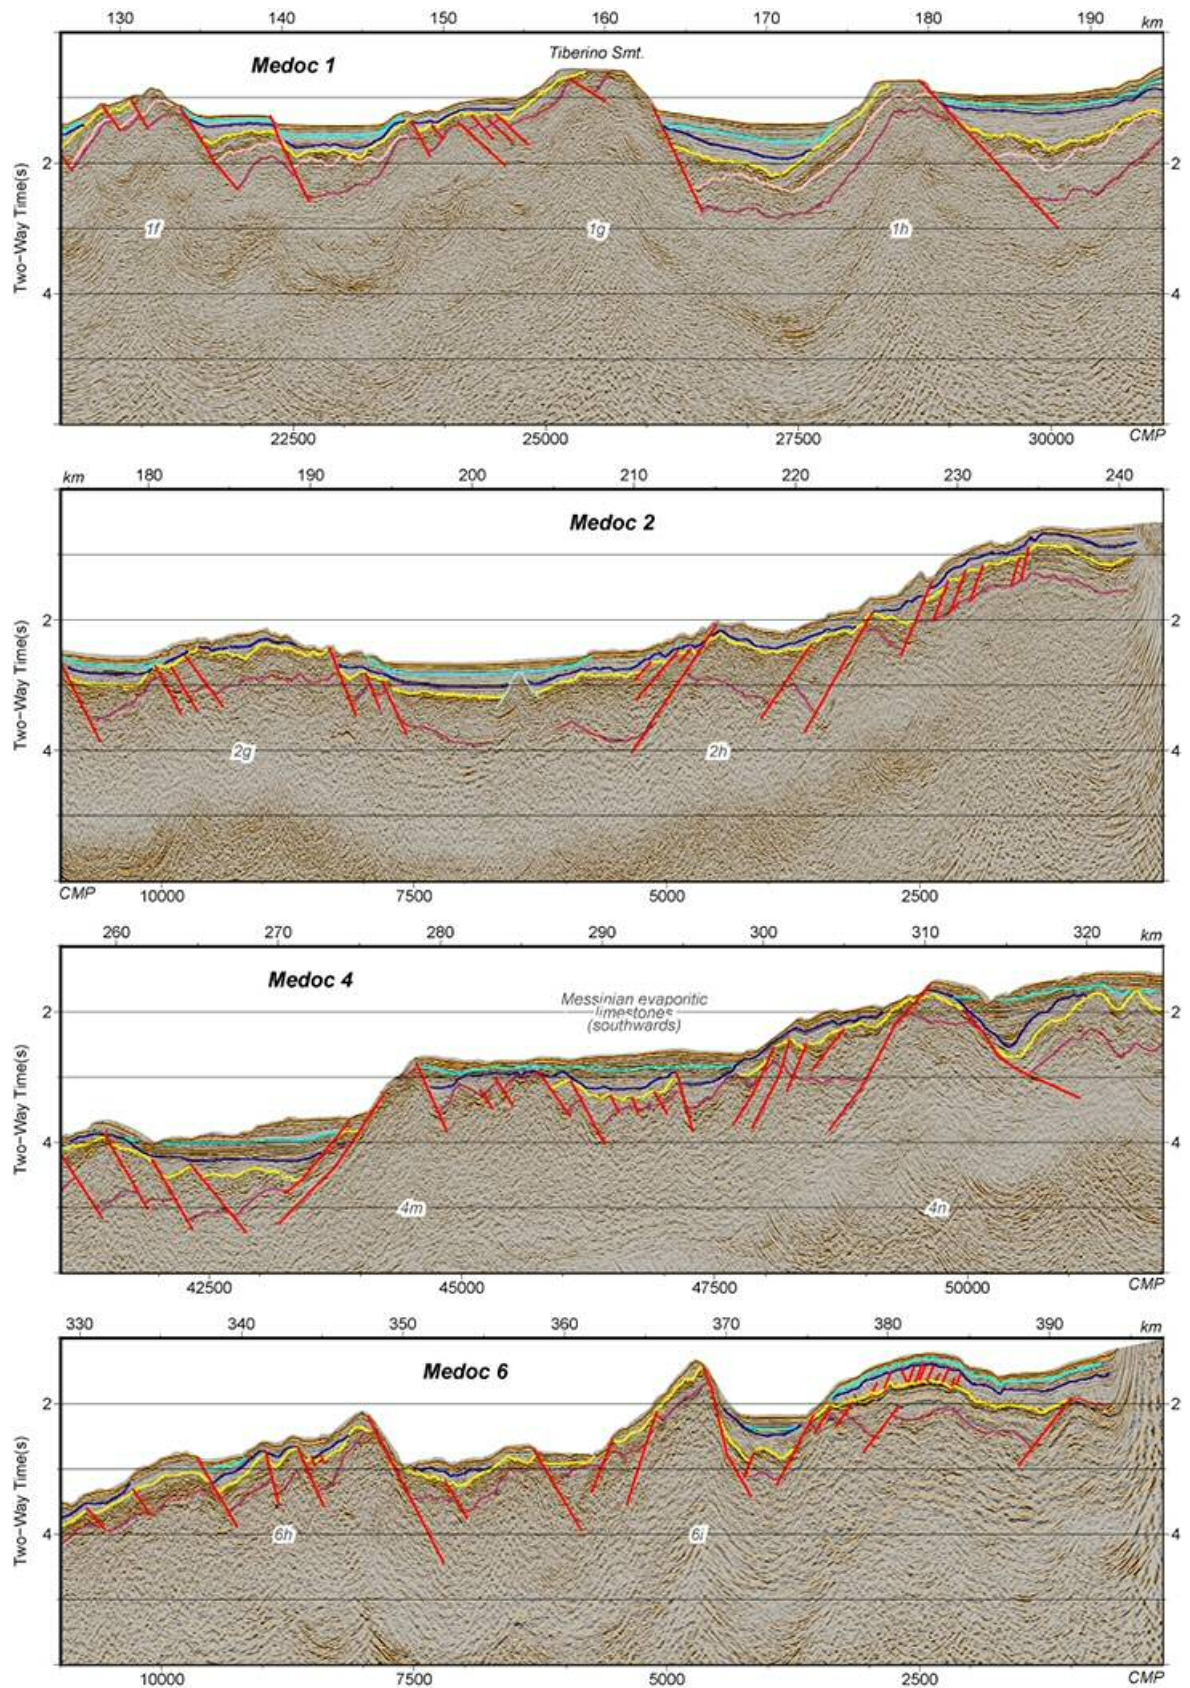 130 140 150 160 170 180 190 km
Medoc 1
Tiberino Smt.
2
4
Two-Way Time(s)
1f
1g
1h
2
4
22500 25000 27500 30000 CMP
km 180 190 200 210 220 230 240
Medoc 2
2
4
Two-Way Time(s)
2g
2h
2
4
CMP 10000 7500 5000 2500
260 270 280 290 300 310 320 km
Medoc 4
Messinian evaporitic
limestones
(southwards)
2
4
Two-Way Time(s)
4m
4n
2
4
42500 45000 47500 50000 CMP
330 340 350 360 370 380 390 km
Medoc 6
2
4
Two-Way Time(s)
6h
6i
2
4
10000 7500 5000 2500 CMP